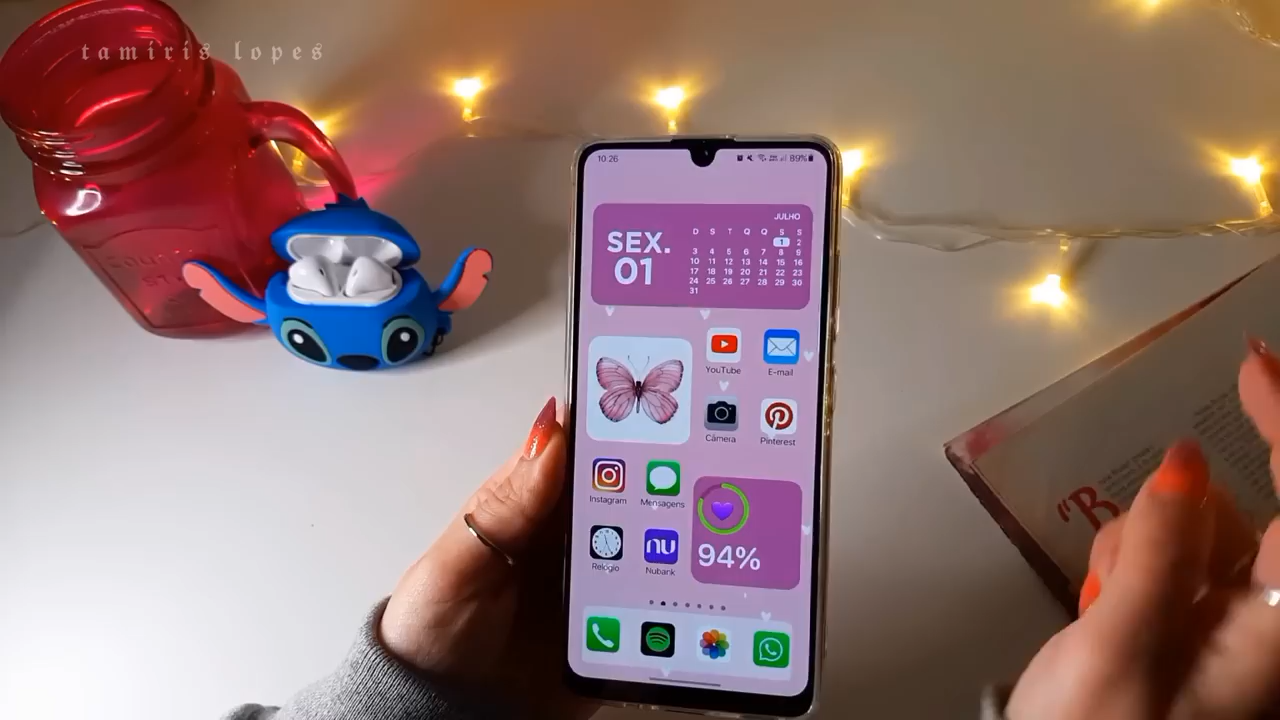 tamiris lopes
10:26
89%
JULHO
SEX.
01
D S T Q Q S S
1 2
3 4 5 6 7 8 9
10 11 12 13 14 15 16
17 18 19 20 21 22 23
24 25 26 27 28 29 30
31
YouTube
E-mail
Câmera
Pinterest
Instagram
Mensagens
94%
Relógio
nu
Nubank
"B